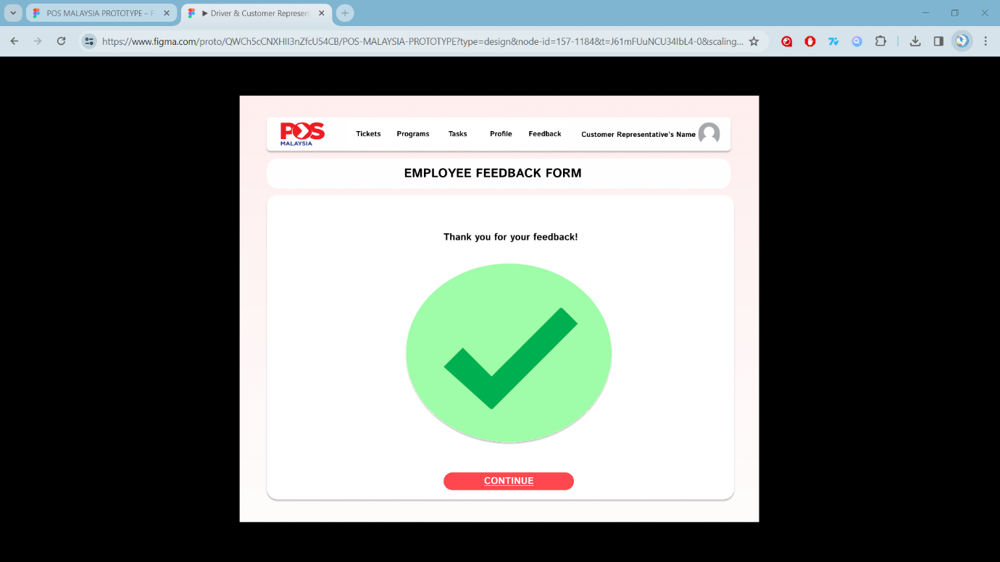 POS MALAYSIA PROTOTYPE – F
Driver & Customer Represent
https://www.figma.com/proto/QWCh5cCNXHII3nZfcU54CB/POS-MALAYSIA-PROTOTYPE?type=design&node-id=157-1184&t=J61mFUuNCU34IbL4-0&scaling...
POS
MALAYSIA
Tickets Programs Tasks Profile Feedback Customer Representative's Name
EMPLOYEE FEEDBACK FORM
Thank you for your feedback!
CONTINUE